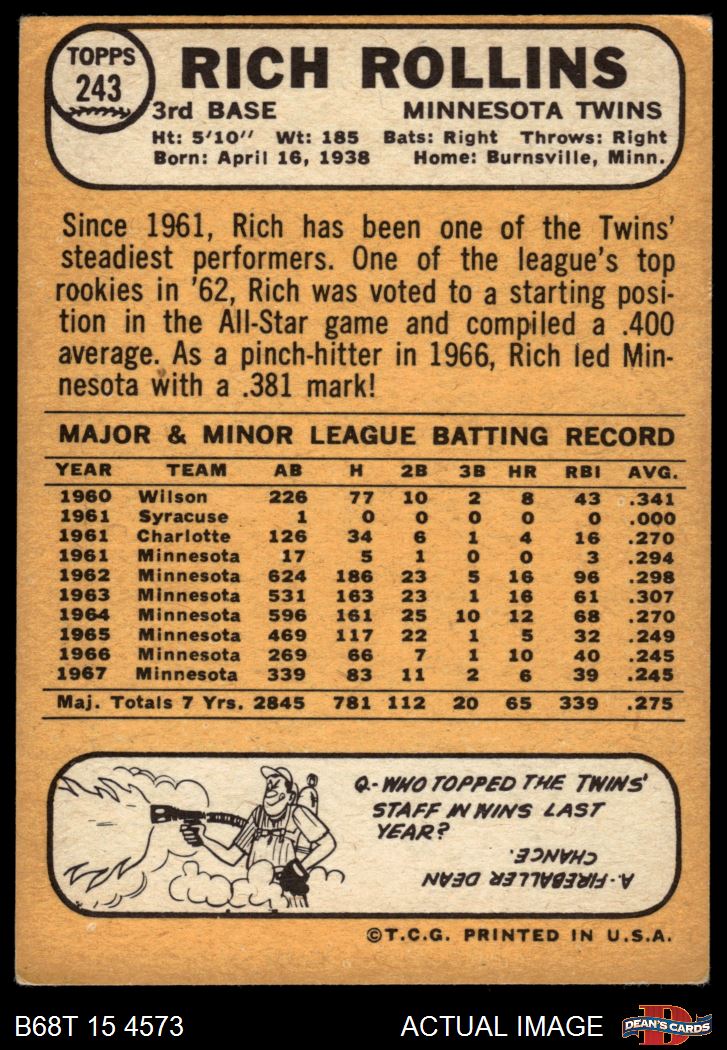 TOPPS
243
RICH ROLLINS
3rd BASE MINNESOTA TWINS
Ht: 5'10" Wt: 185 Bats: Right Throws: Right
Born: April 16, 1938 Home: Burnsville, Minn.
Since 1961, Rich has been one of the Twins'
steadiest performers. One of the league's top
rookies in '62, Rich was voted to a starting posi-
tion in the All-Star game and compiled a .400
average. As a pinch-hitter in 1966, Rich led Min-
nesota with a .381 mark!
MAJOR & MINOR LEAGUE BATTING RECORD
YEAR TEAM AB H 2B 3B HR RBI AVG.
1960 Wilson 226 77 10 2 8 43 .341
1961 Syracuse 1 0 0 0 0 0 .000
1961 Charlotte 126 34 6 1 4 16 .270
1961 Minnesota 17 5 1 0 0 3 .294
1962 Minnesota 624 186 23 5 16 96 .298
1963 Minnesota 531 163 23 1 16 61 .307
1964 Minnesota 596 161 25 10 12 68 .270
1965 Minnesota 469 117 22 1 5 32 .249
1966 Minnesota 269 66 7 1 10 40 .245
1967 Minnesota 339 83 11 2 6 39 .245
Maj. Totals 7 Yrs. 2845 781 112 20 65 339 .275
Q-WHO TOPPED THE TWINS'
STAFF IN WINS LAST
YEAR?
A-FIREBALLER DEAN
CHANCE.
©T.C.G. PRINTED IN U.S.A.
B68T 15 4573 ACTUAL IMAGE
D
DEAN'S CARDS